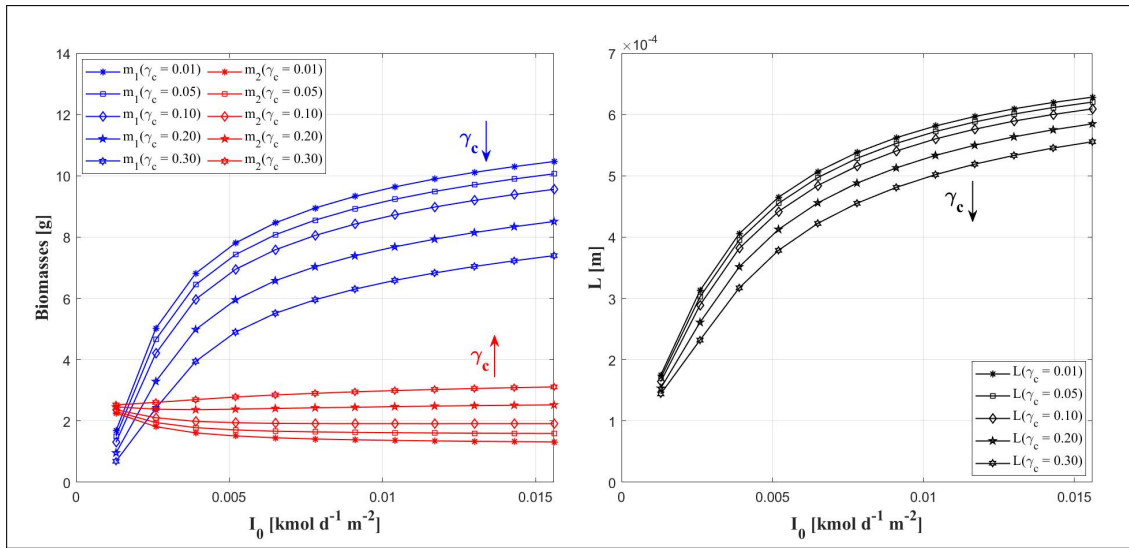 14
12
10
8
6
4
2
0
Biomasses [g]
m1(γc = 0.01) m2(γc = 0.01)
m1(γc = 0.05) m2(γc = 0.05)
m1(γc = 0.10) m2(γc = 0.10)
m1(γc = 0.20) m2(γc = 0.20)
m1(γc = 0.30) m2(γc = 0.30)
γc
γc
0 0.005 0.01 0.015
I0 [kmol d-1 m-2]
×10-4
7
6
5
4
3
2
1
0
L [m]
γc
L(γc = 0.01)
L(γc = 0.05)
L(γc = 0.10)
L(γc = 0.20)
L(γc = 0.30)
0 0.005 0.01 0.015
I0 [kmol d-1 m-2]